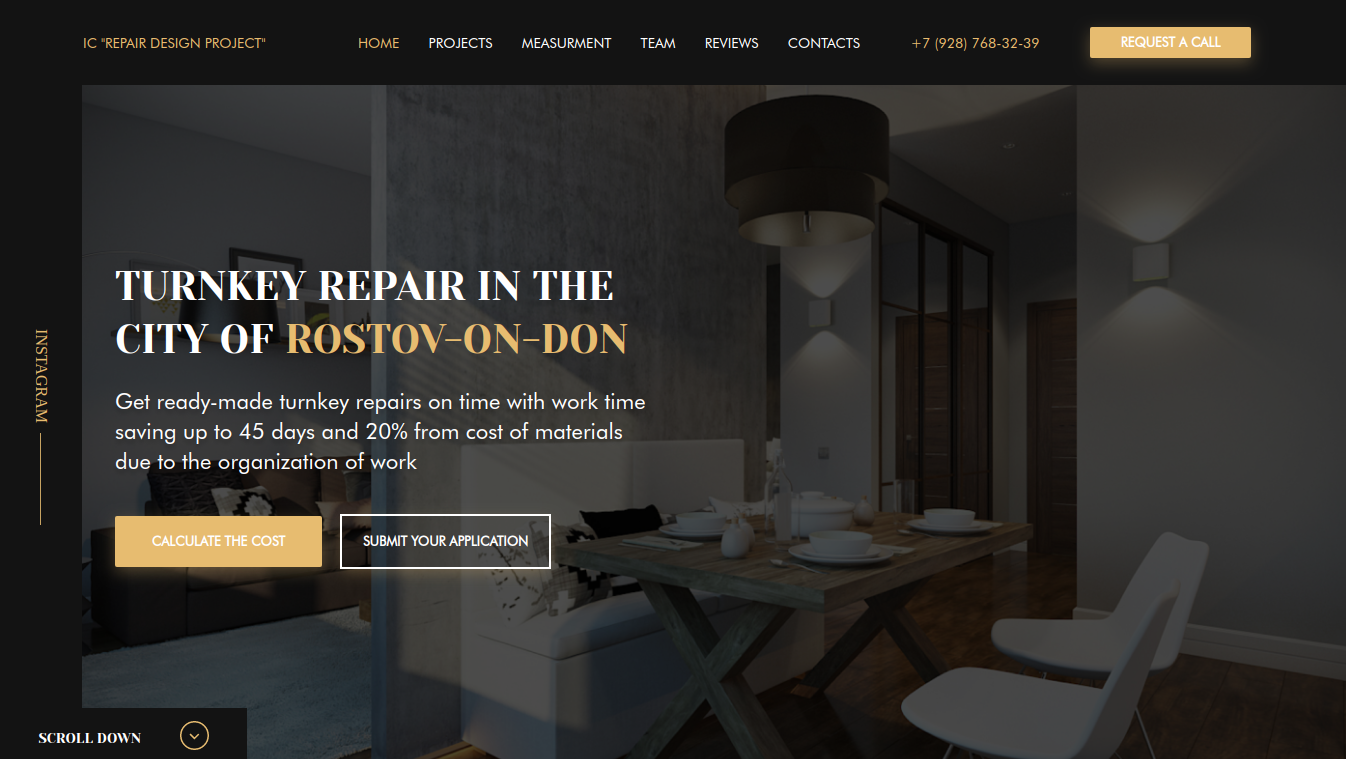 IC "REPAIR DESIGN PROJECT"
HOME
PROJECTS
MEASURMENT
TEAM
REVIEWS
CONTACTS
+7 (928) 768-32-39
REQUEST A CALL
TURNKEY REPAIR IN THE
CITY OF ROSTOV-ON-DON
Get ready-made turnkey repairs on time with work time
saving up to 45 days and 20% from cost of materials
due to the organization of work
CALCULATE THE COST
SUBMIT YOUR APPLICATION
INSTAGRAM
SCROLL DOWN